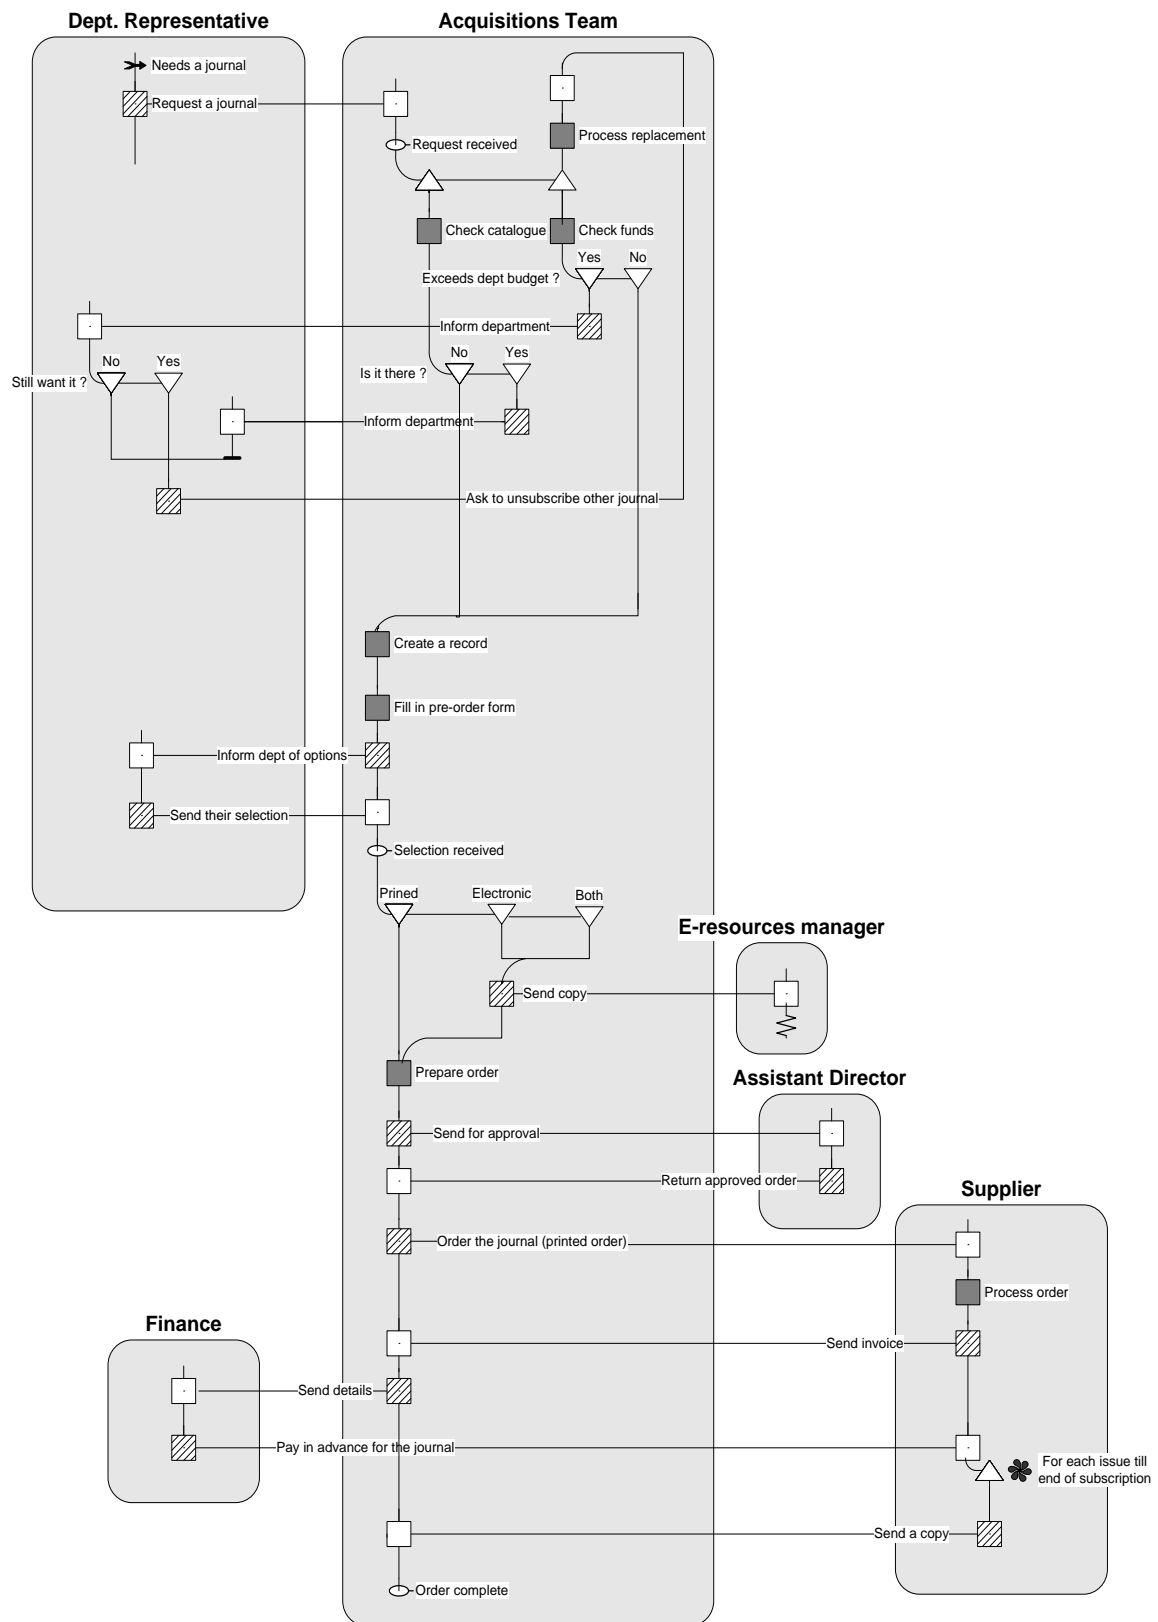 Dept. Representative
Acquisitions Team
Needs a journal
Request a journal
Process replacement
Request received
Check catalogue
Check funds
Yes
No
Exceeds dept budget ?
Inform department
No
Yes
Still want it ?
No
Yes
Is it there ?
Inform department
Ask to unsubscribe other journal
Create a record
Fill in pre-order form
Inform dept of options
Send their selection
Selection received
Prined
Electronic
Both
E-resources manager
Send copy
Prepare order
Assistant Director
Send for approval
Return approved order
Supplier
Order the journal (printed order)
Process order
Finance
Send invoice
Send details
Pay in advance for the journal
For each issue till
end of subscription
Send a copy
Order complete